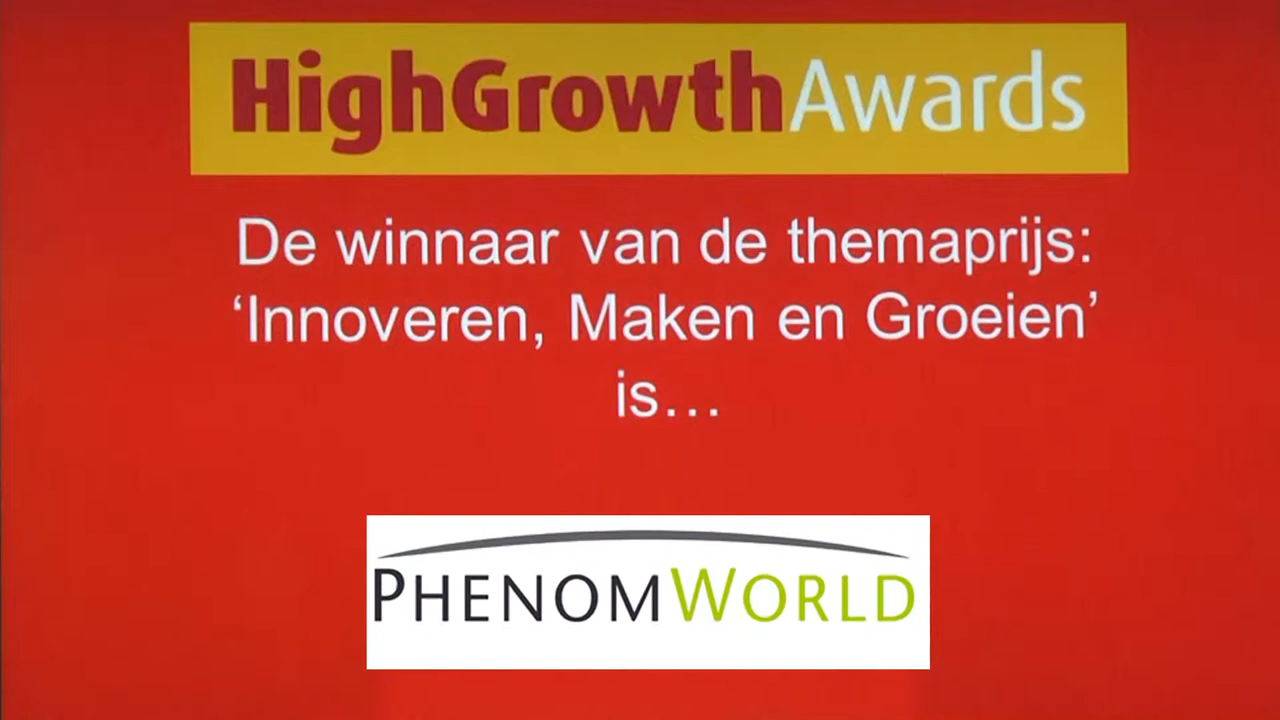 HighGrowthAwards
De winnaar van de themaprijs:
‘Innoveren, Maken en Groeien’
is...
PHENOMWORLD